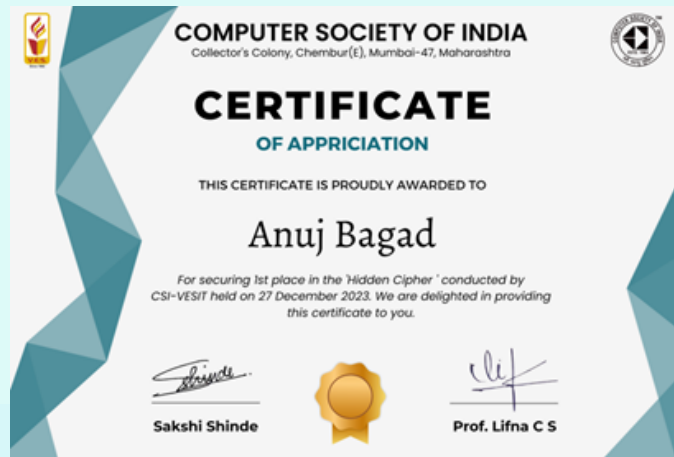 COMPUTER SOCIETY OF INDIA
Collector's Colony, Chembur(E), Mumbai-47, Maharashtra
V.E.S.
CERTIFICATE
OF APPRICIATION
THIS CERTIFICATE IS PROUDLY AWARDED TO
Anuj Bagad
For securing 1st place in the 'Hidden Cipher ' conducted by
CSI-VESIT held on 27 December 2023. We are delighted in providing
this certificate to you.
Sshinde
Sakshi Shinde
Prof. Lifna C S